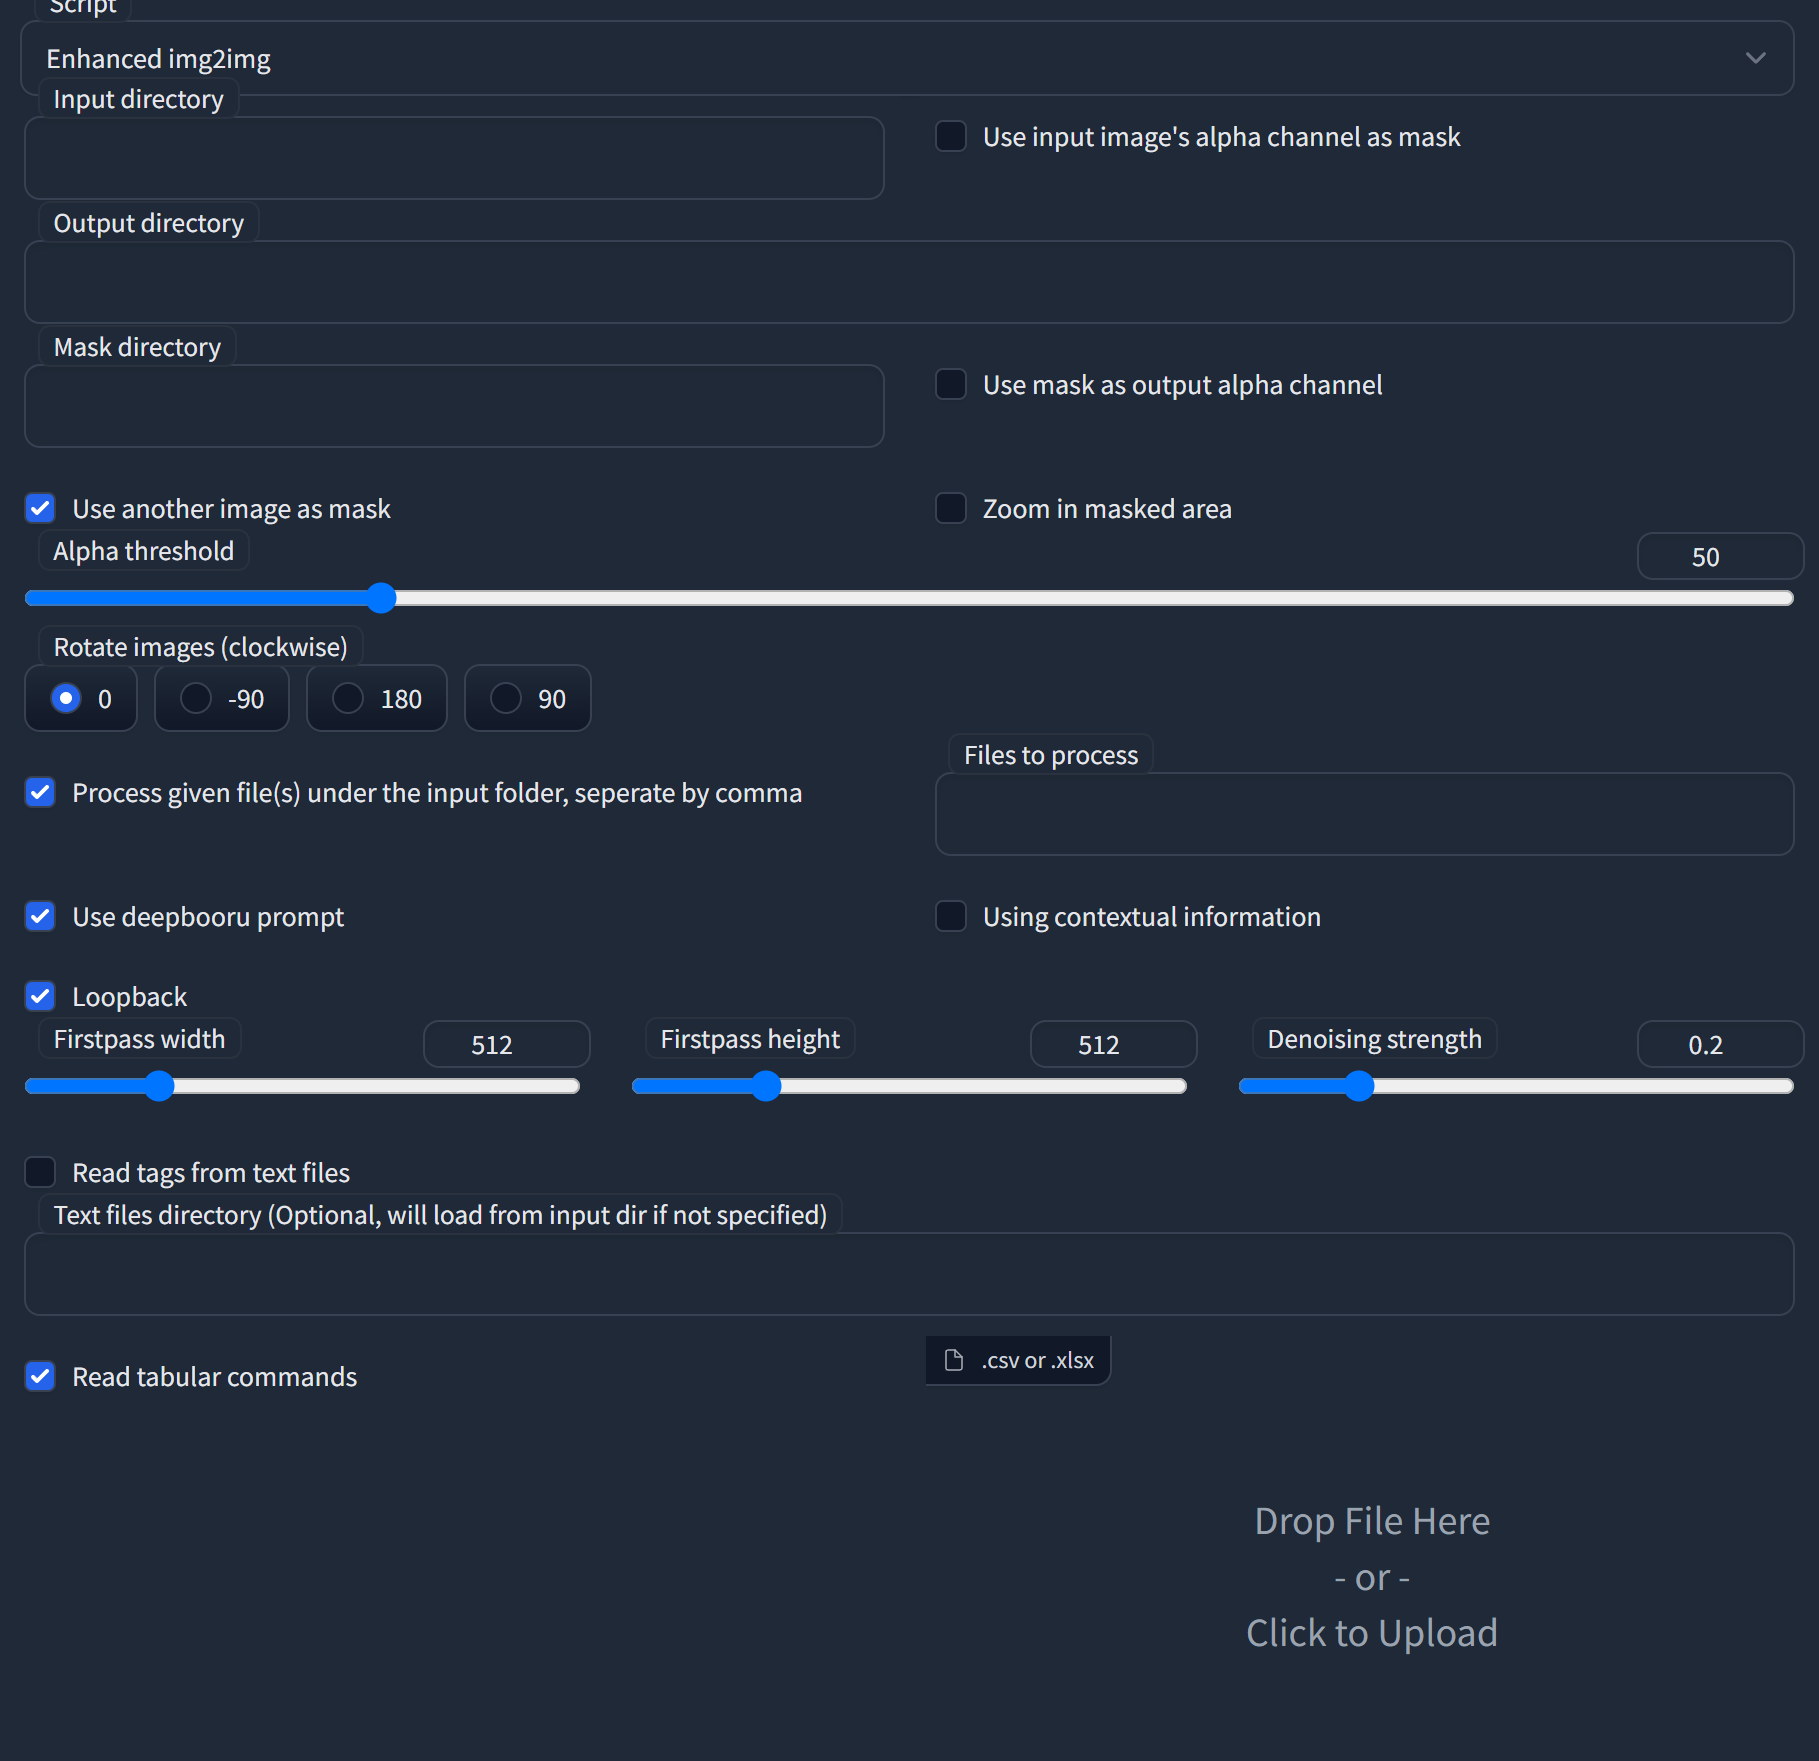 Script
Enhanced img2img
Input directory
Use input image's alpha channel as mask
Output directory
Mask directory
Use mask as output alpha channel
Use another image as mask
Zoom in masked area
Alpha threshold
50
Rotate images (clockwise)
0
-90
180
90
Files to process
Process given file(s) under the input folder, seperate by comma
Use deepbooru prompt
Using contextual information
Loopback
Firstpass width
512
Firstpass height
512
Denoising strength
0.2
Read tags from text files
Text files directory (Optional, will load from input dir if not specified)
Read tabular commands
.csv or .xlsx
Drop File Here
- or -
Click to Upload